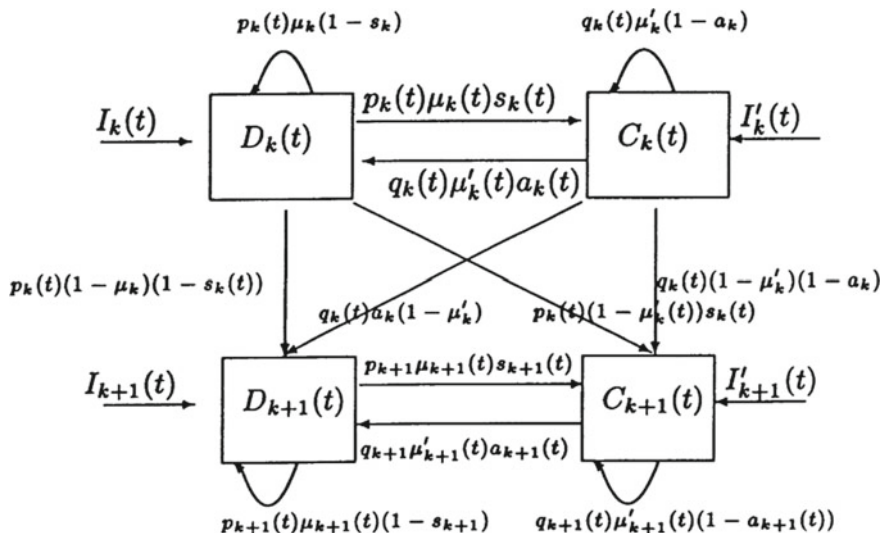 p_k(t)μ_k(1 − s_k)
q_k(t)μ′_k(1 − a_k)
I_k(t)
D_k(t)
p_k(t)μ_k(t)s_k(t)
C_k(t)
I′_k(t)
q_k(t)μ′_k(t)a_k(t)
p_k(t)(1 − μ_k)(1 − s_k(t))
q_k(t)(1 − μ′_k)(1 − a_k)
q_k(t)a_k(1 − μ′_k)
p_k(t)(1 − μ′_k(t))s_k(t)
I_{k+1}(t)
D_{k+1}(t)
p_{k+1}μ_{k+1}(t)s_{k+1}(t)
C_{k+1}(t)
I′_{k+1}(t)
q_{k+1}μ′_{k+1}(t)a_{k+1}(t)
p_{k+1}(t)μ_{k+1}(t)(1 − s_{k+1})
q_{k+1}(t)μ′_{k+1}(t)(1 − a_{k+1}(t))